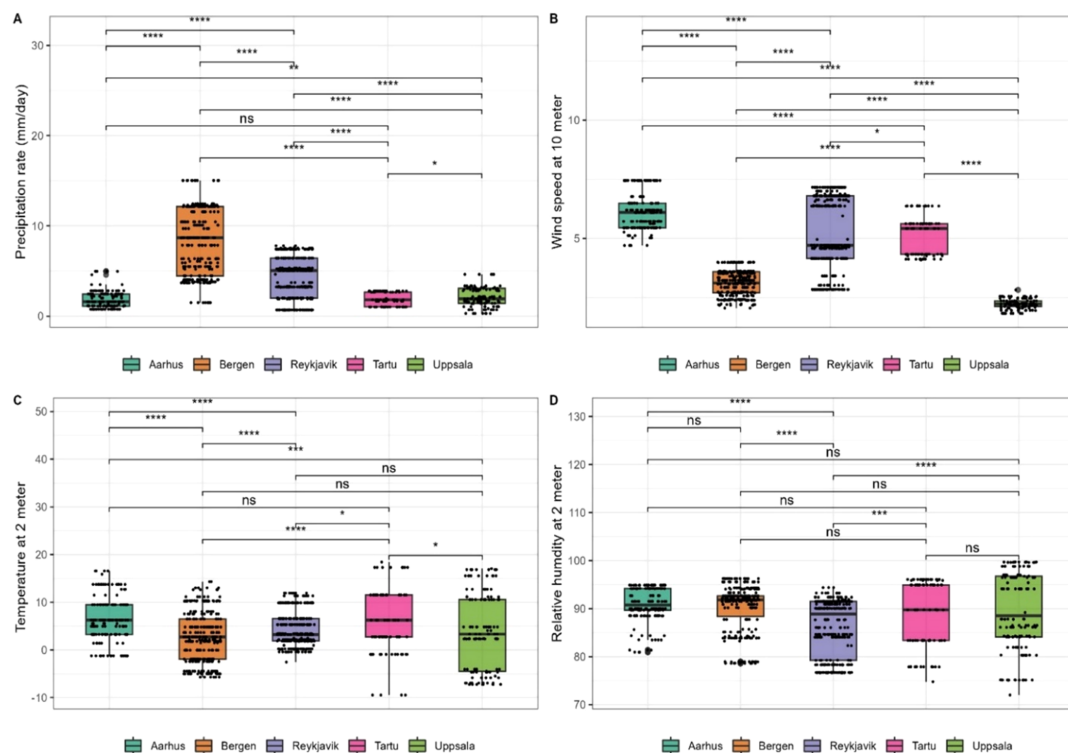 A
Precipitation rate (mm/day)
30
20
10
0
****
****
****
**
****
****
ns
****
****
*
Aarhus Bergen Reykjavik Tartu Uppsala
B
Wind speed at 10 meter
10
5
****
****
****
****
****
****
****
*
****
****
Aarhus Bergen Reykjavik Tartu Uppsala
C
Temperature at 2 meter
50
40
30
20
10
0
-10
****
****
****
***
ns
ns
ns
*
****
*
Aarhus Bergen Reykjavik Tartu Uppsala
D
Relative humdity at 2 meter
130
120
110
100
90
80
70
****
ns
****
ns
****
ns
ns
***
ns
ns
Aarhus Bergen Reykjavik Tartu Uppsala